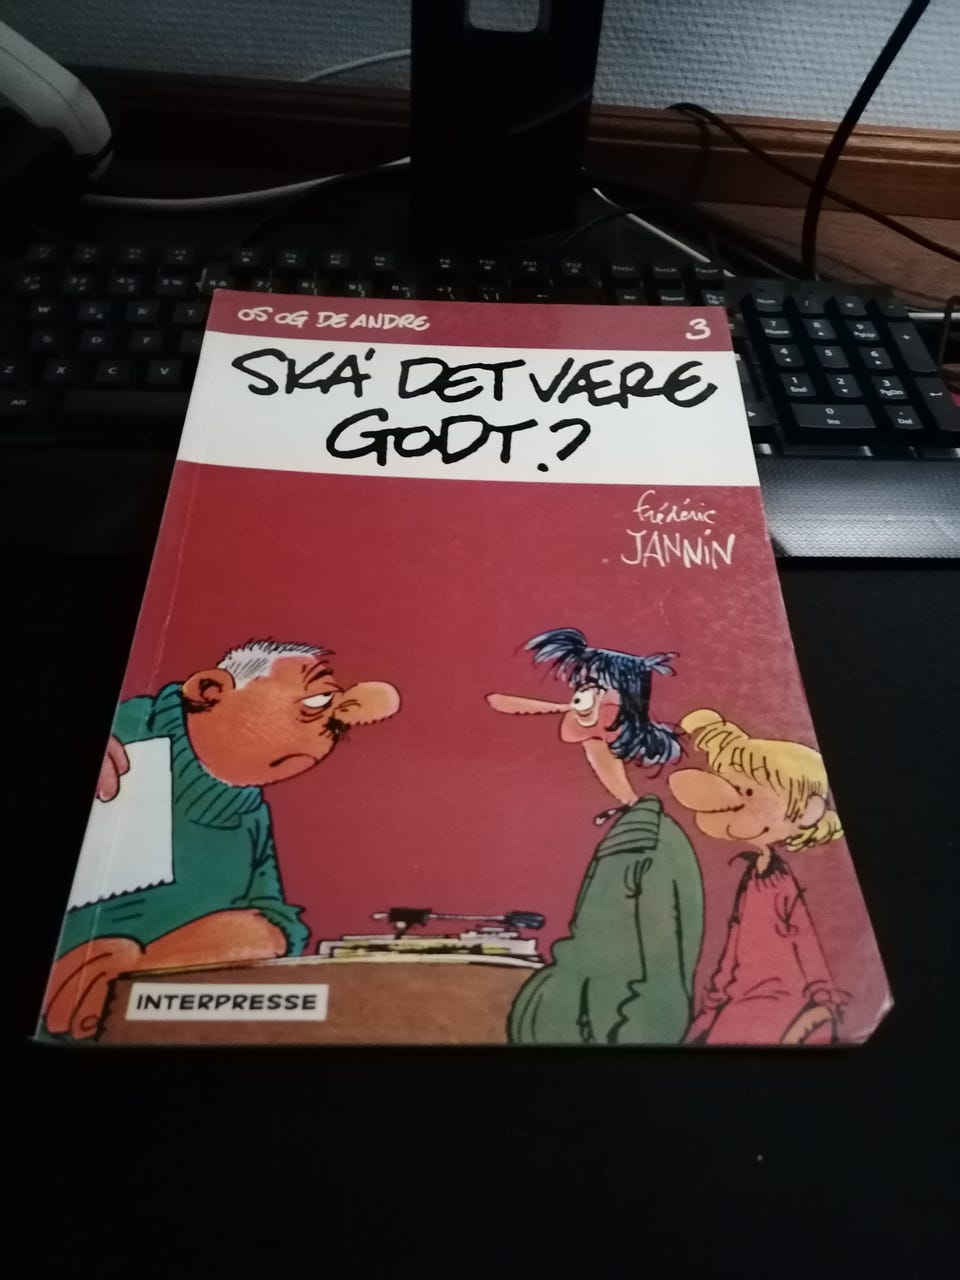 OS OG DE ANDRE
3
SKA' DET VÆRE
GODT?
frédéric
JANNIN
INTERPRESSE